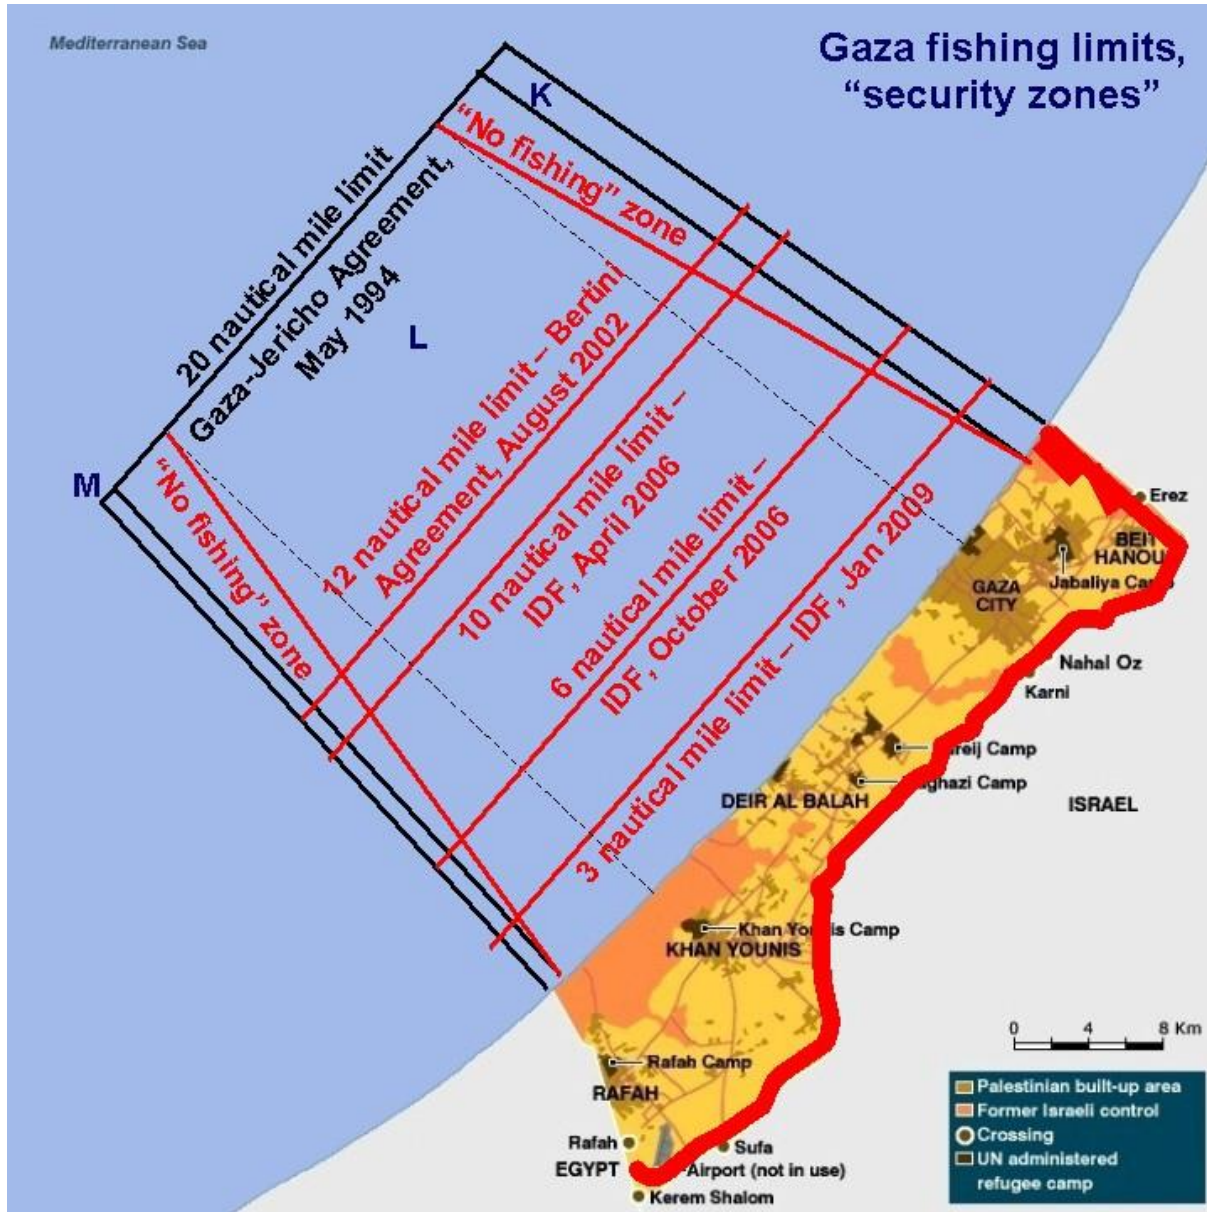 Mediterranean Sea
Gaza fishing limits,
“security zones”
K
“No fishing” zone
20 nautical mile limit
Gaza-Jericho Agreement,
May 1994
L
M
“No fishing” zone
12 nautical mile limit – Bertini
Agreement, August 2002
10 nautical mile limit –
IDF, April 2006
6 nautical mile limit –
IDF, October 2006
3 nautical mile limit – IDF, Jan 2009
Erez
BEIT
HANOU
Jabaliya Camp
GAZA
CITY
Nahal Oz
Karni
Camp
Camp
DEIR AL BALAH
ISRAEL
Khan Younis Camp
KHAN YOUNIS
0 4 8 Km
Rafah Camp
RAFAH
Rafah
Sufa
EGYPT
Airport (not in use)
Kerem Shalom
Palestinian built-up area
Former Israeli control
Crossing
UN administered
refugee camp